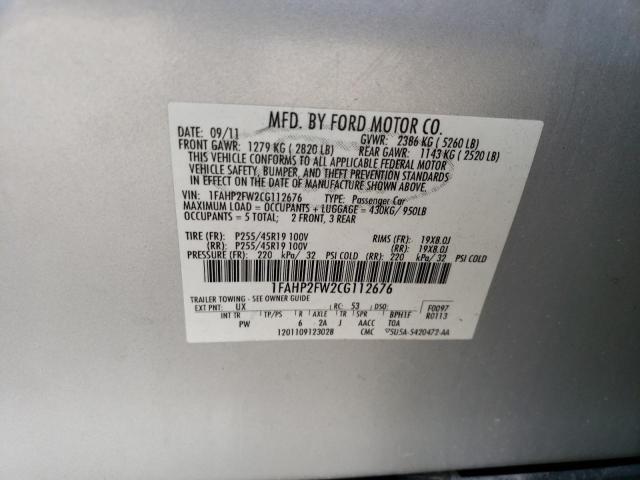 MFD. BY FORD MOTOR CO.
DATE: 09/11 GVWR: 2386 KG ( 5260 LB)
FRONT GAWR: 1279 KG ( 2820 LB) REAR GAWR: 1143 KG ( 2520 LB)
THIS VEHICLE CONFORMS TO ALL APPLICABLE FEDERAL MOTOR
VEHICLE SAFETY, BUMPER, AND THEFT PREVENTION STANDARDS
IN EFFECT ON THE DATE OF MANUFACTURE SHOWN ABOVE.
VIN: 1FAHP2FW2CG112676 TYPE: Passenger Car
MAXIMUM LOAD = OCCUPANTS + LUGGAGE = 430KG/ 950LB
OCCUPANTS = 5 TOTAL; 2 FRONT, 3 REAR
TIRE (FR): P255/45R19 100V RIMS (FR): 19X8.0J
(RR): P255/45R19 100V (RR): 19X8.0J
PRESSURE (FR): 220 kPa/ 32 PSI COLD (RR): 220 kPa/ 32 PSI COLD
1FAHP2FW2CG112676
TRAILER TOWING - SEE OWNER GUIDE
EXT PNT: UX RC: 53 DSO: F0097
R0113
INT TR TP/PS R AXLE TR SPR BPH1F
PW 6 2A J AACC TOA
1201109123028 CMC 5U5A-5420472-AA